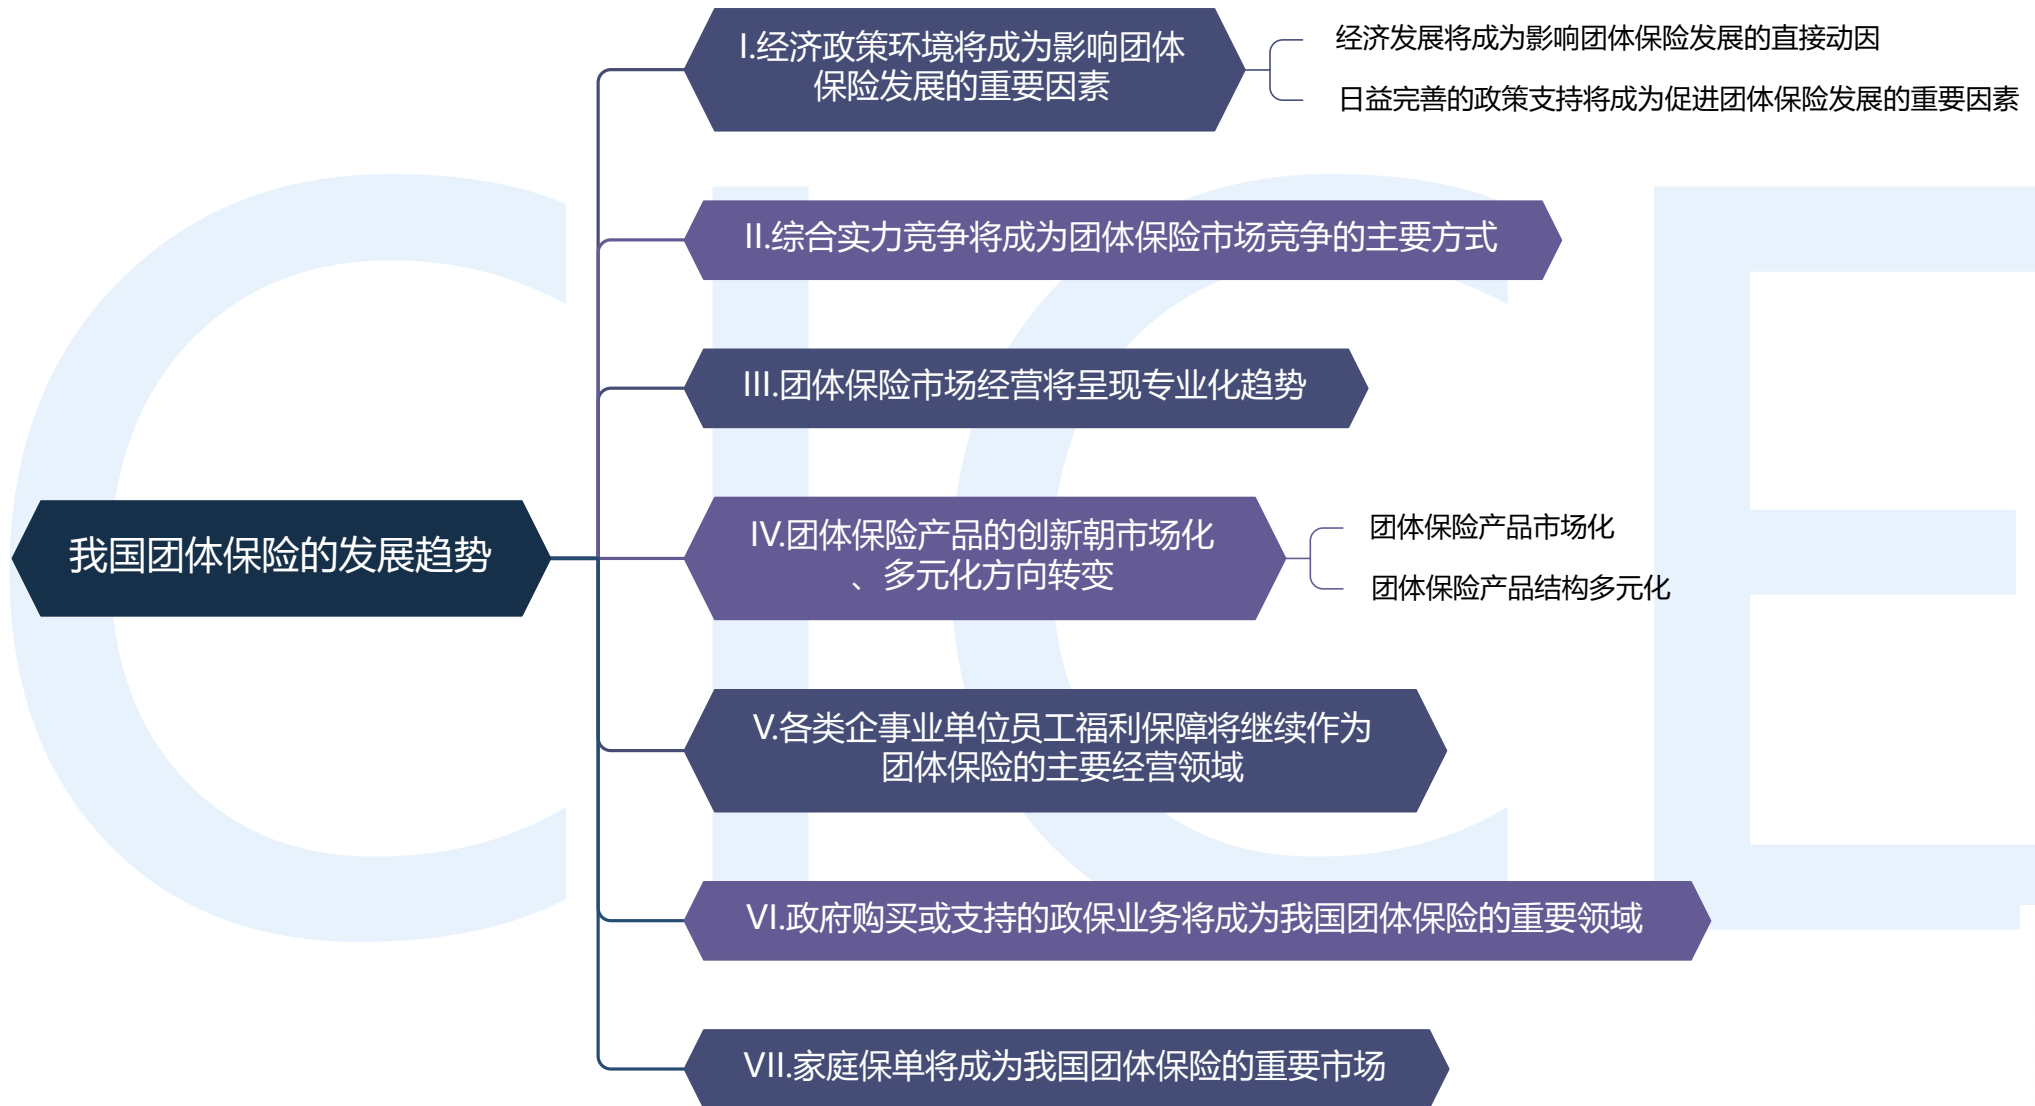 I.经济政策环境将成为影响团体
保险发展的重要因素
经济发展将成为影响团体保险发展的直接动因
日益完善的政策支持将成为促进团体保险发展的重要因素
II.综合实力竞争将成为团体保险市场竞争的主要方式
III.团体保险市场经营将呈现专业化趋势
我国团体保险的发展趋势
IV.团体保险产品的创新朝市场化
、多元化方向转变
团体保险产品市场化
团体保险产品结构多元化
V.各类企事业单位员工福利保障将继续作为
团体保险的主要经营领域
VI.政府购买或支持的政保业务将成为我国团体保险的重要领域
VII.家庭保单将成为我国团体保险的重要市场
CICE